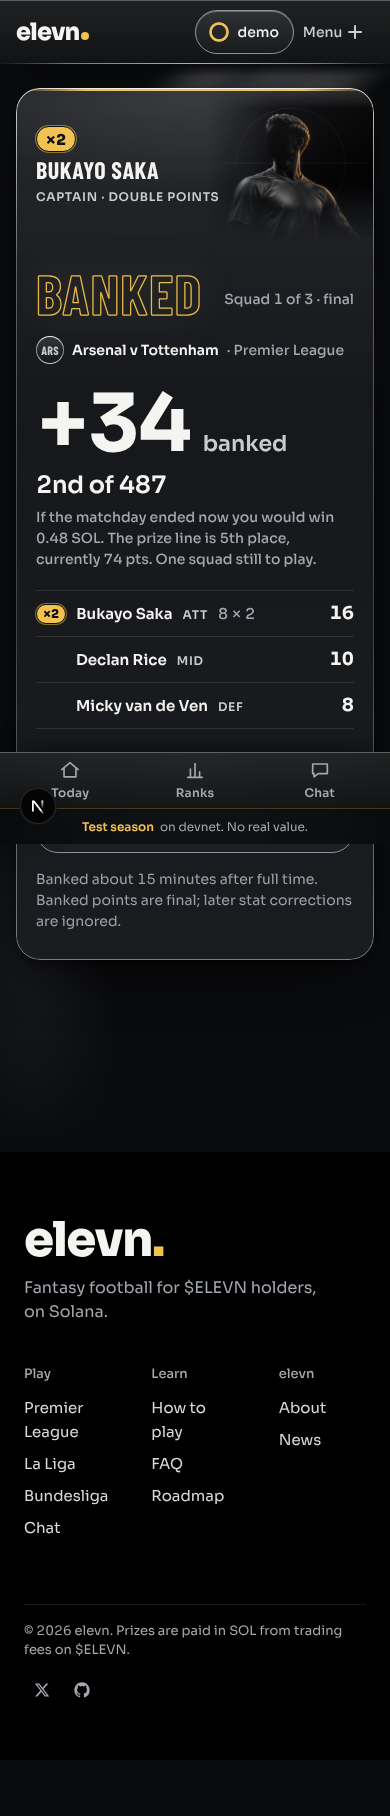 elevn.
demo
Menu
×2
BUKAYO SAKA
CAPTAIN · DOUBLE POINTS
BANKED
Squad 1 of 3 · final
ARS
Arsenal v Tottenham · Premier League
+34 banked
2nd of 487
If the matchday ended now you would win
0.48 SOL. The prize line is 5th place,
currently 74 pts. One squad still to play.
×2 Bukayo Saka ATT 8 × 2 16
Declan Rice MID 10
Micky van de Ven DEF 8
Today
Ranks
Chat
N
Test season on devnet. No real value.
Banked about 15 minutes after full time.
Banked points are final; later stat corrections
are ignored.
elevn.
Fantasy football for $ELEVN holders,
on Solana.
Play
Premier
League
La Liga
Bundesliga
Chat
Learn
How to
play
FAQ
Roadmap
elevn
About
News
© 2026 elevn. Prizes are paid in SOL from trading
fees on $ELEVN.